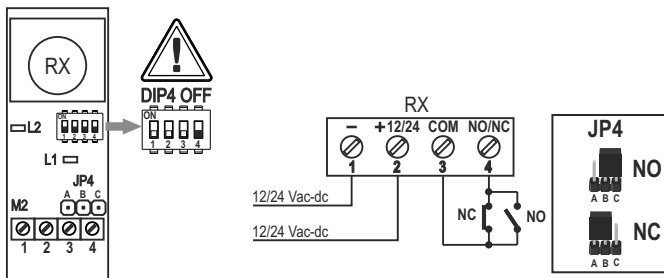 RX
DIP4 OFF
ON
1 2 3 4
L2
ON
1 2 3 4
L1
JP4
A B C
M2
1 2 3 4
RX
− +12/24 COM NO/NC
1 2 3 4
12/24 Vac-dc
12/24 Vac-dc
NC
NO
JP4
NO
A B C
NC
A B C